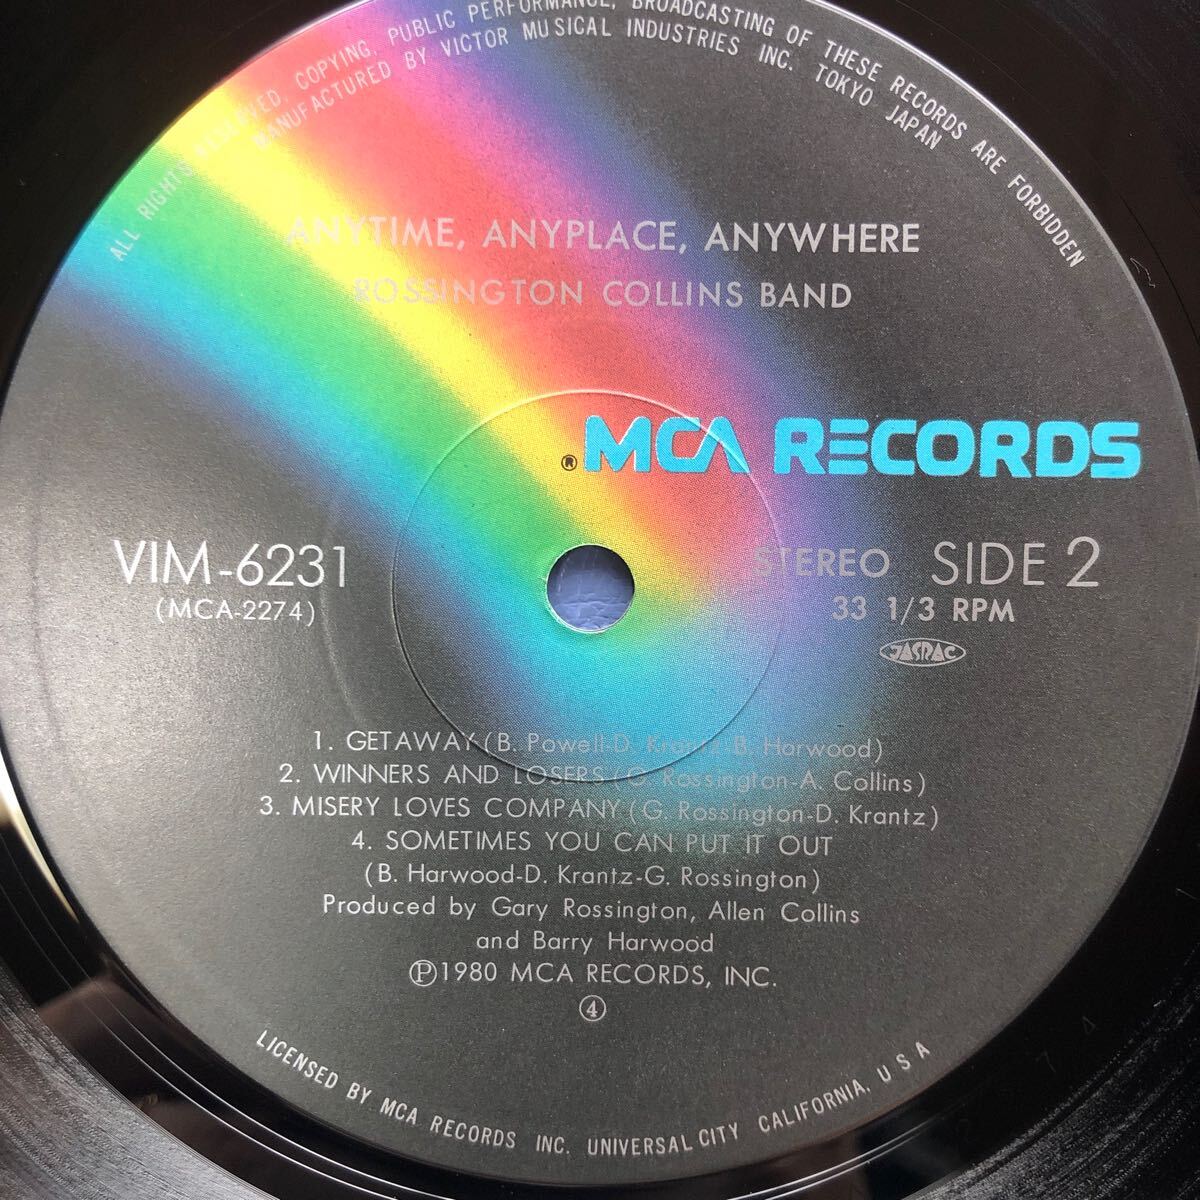 ALL RIGHTS RESERVED. COPYING, PUBLIC PERFORMANCE, BROADCASTING OF THESE RECORDS ARE FORBIDDEN
MANUFACTURED BY VICTOR MUSICAL INDUSTRIES INC. TOKYO JAPAN
ANYTIME, ANYPLACE, ANYWHERE
ROSSINGTON COLLINS BAND
®MCA RECORDS
VIM-6231
(MCA-2274)
STEREO SIDE 2
33 1/3 RPM
JASRAC
1. GETAWAY (B. Powell-D. Krantz-B. Harwood)
2. WINNERS AND LOSERS (G. Rossington-A. Collins)
3. MISERY LOVES COMPANY (G. Rossington-D. Krantz)
4. SOMETIMES YOU CAN PUT IT OUT
(B. Harwood-D. Krantz-G. Rossington)
Produced by Gary Rossington, Allen Collins
and Barry Harwood
Ⓟ1980 MCA RECORDS, INC.
④
LICENSED BY MCA RECORDS INC. UNIVERSAL CITY CALIFORNIA, U S A